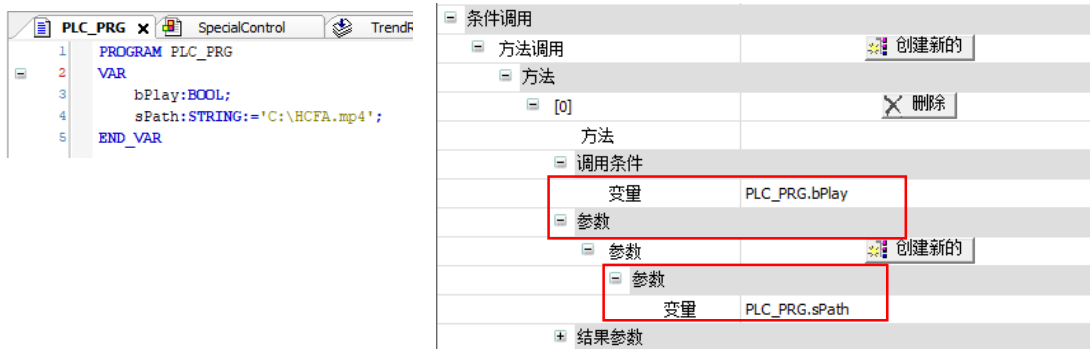 PLC_PRG SpecialControl TrendR
1 PROGRAM PLC_PRG
2 VAR
3 bPlay:BOOL;
4 sPath:STRING:='C:\HCFA.mp4';
5 END_VAR
条件调用
方法调用 创建新的
方法
[0] 删除
方法
调用条件
变量 PLC_PRG.bPlay
参数
参数 创建新的
参数
变量 PLC_PRG.sPath
结果参数